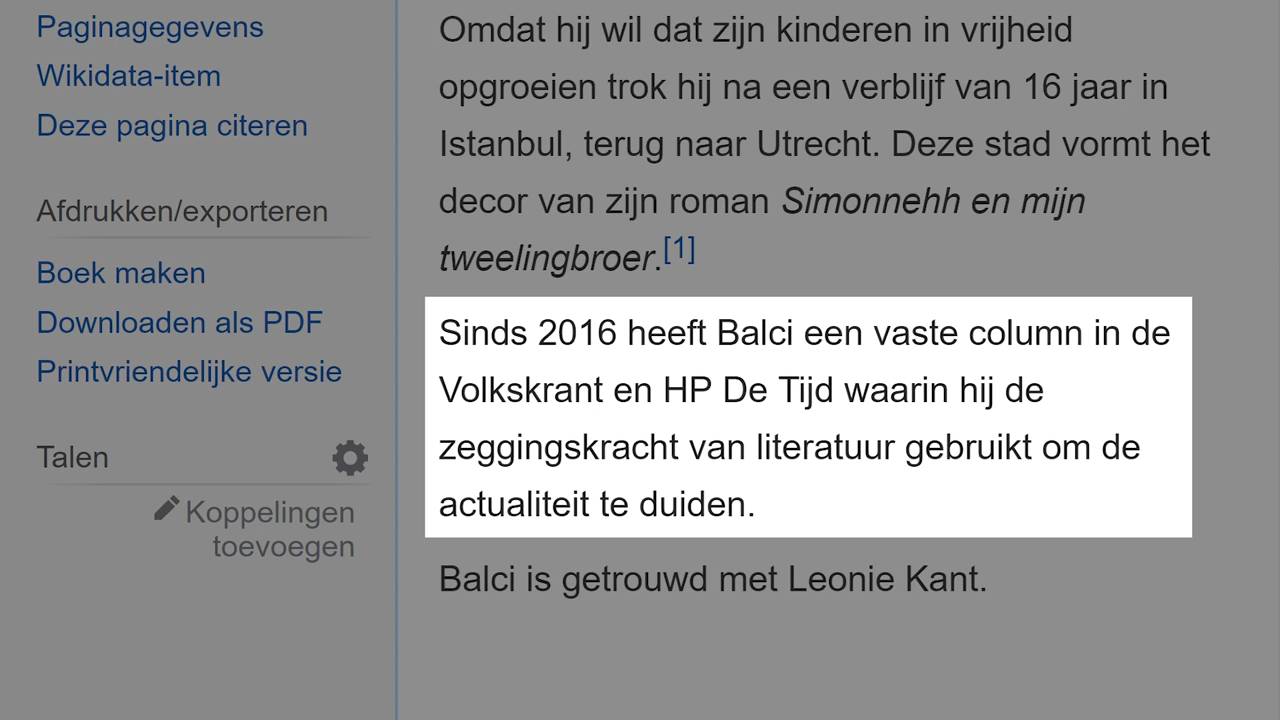 Paginagegevens
Wikidata-item
Deze pagina citeren
Afdrukken/exporteren
Boek maken
Downloaden als PDF
Printvriendelijke versie
Talen
Koppelingen
toevoegen
Omdat hij wil dat zijn kinderen in vrijheid
opgroeien trok hij na een verblijf van 16 jaar in
Istanbul, terug naar Utrecht. Deze stad vormt het
decor van zijn roman Simonnehh en mijn
tweelingbroer.[1]
Sinds 2016 heeft Balci een vaste column in de
Volkskrant en HP De Tijd waarin hij de
zeggingskracht van literatuur gebruikt om de
actualiteit te duiden.
Balci is getrouwd met Leonie Kant.